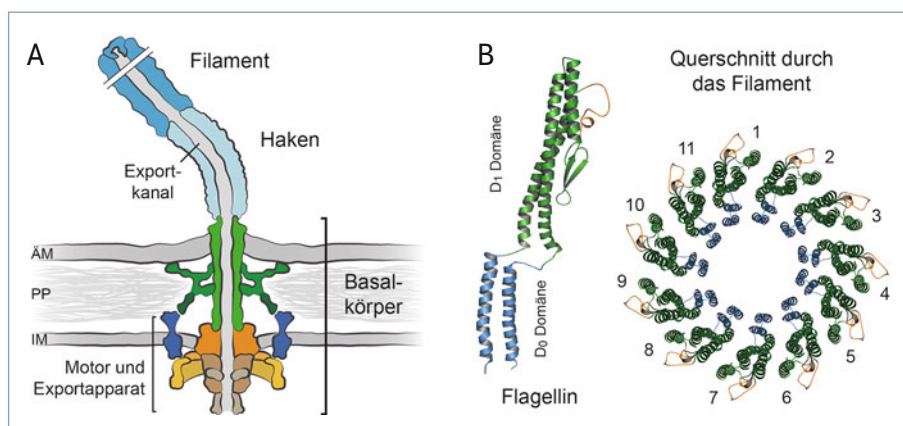 A
Filament
Haken
Export-
kanal
ÄM
PP
IM
Basal-
körper
Motor und
Exportapparat
B
D1 Domäne
D0 Domäne
Flagellin
Querschnitt durch
das Filament
1
2
3
4
5
6
7
8
9
10
11